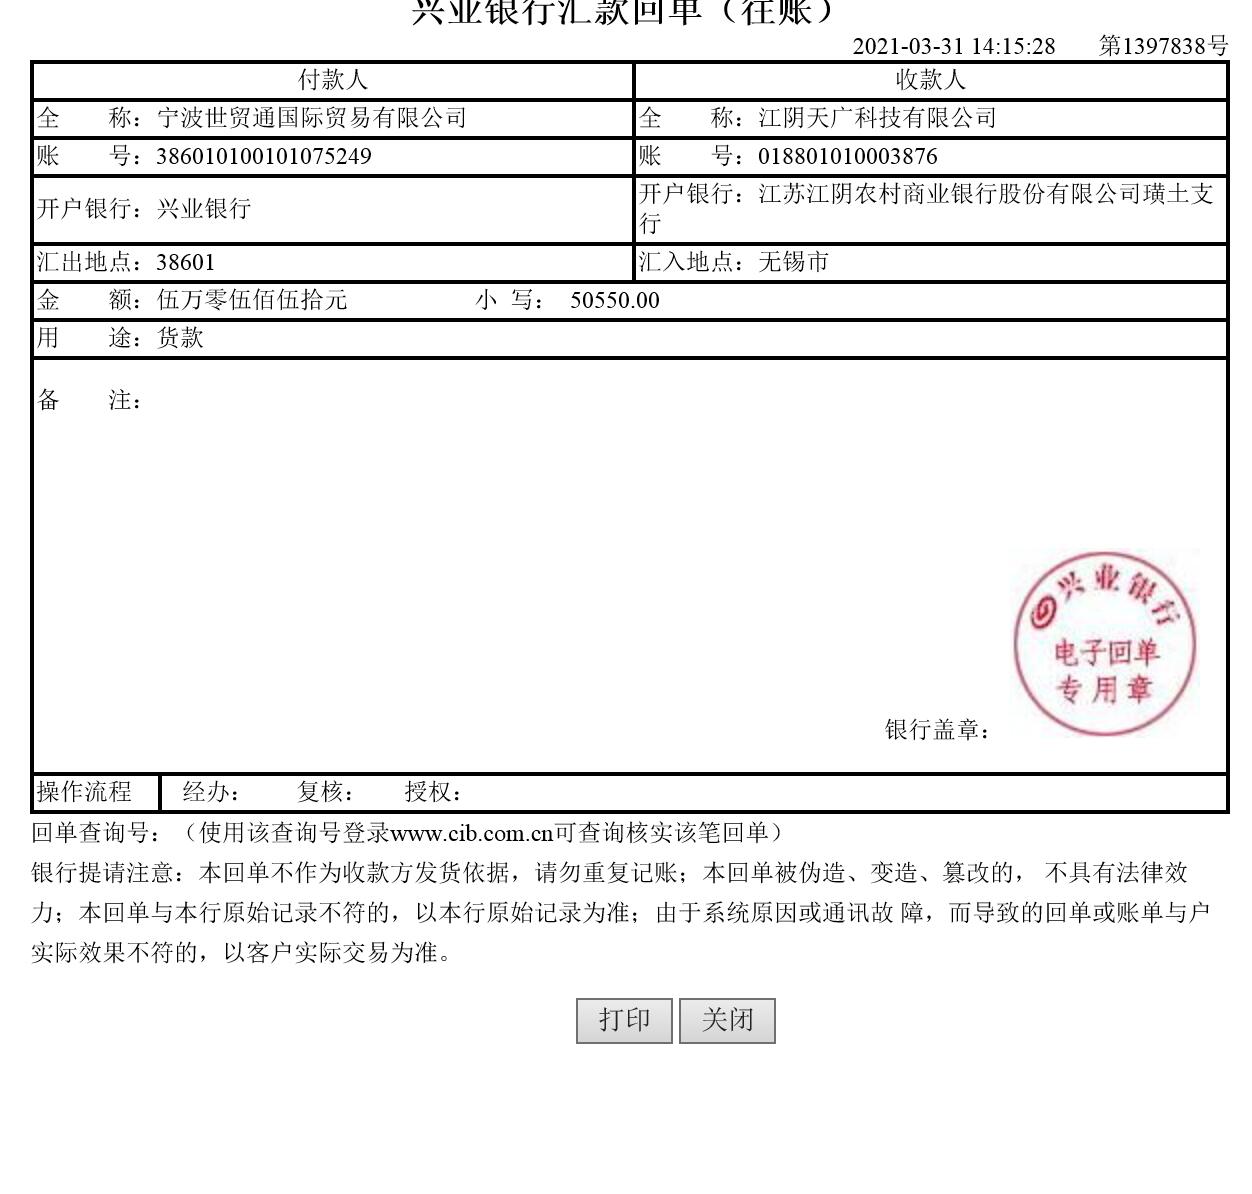 兴业银行汇款回单（往账）
2021-03-31 14:15:28 第1397838号
付款人 收款人
全 称：宁波世贸通国际贸易有限公司 全 称：江阴天广科技有限公司
账 号：386010100101075249 账 号：018801010003876
开户银行：兴业银行 开户银行：江苏江阴农村商业银行股份有限公司璜土支
行
汇出地点：38601 汇入地点：无锡市
金 额：伍万零伍佰伍拾元 小 写： 50550.00
用 途：货款
备 注：
兴业银行
电子回单
专用章
银行盖章：
操作流程 经办： 复核： 授权：
回单查询号：（使用该查询号登录www.cib.com.cn可查询核实该笔回单）
银行提请注意：本回单不作为收款方发货依据，请勿重复记账；本回单被伪造、变造、篡改的， 不具有法律效
力；本回单与本行原始记录不符的，以本行原始记录为准；由于系统原因或通讯故 障，而导致的回单或账单与户
实际效果不符的，以客户实际交易为准。
打印 关闭